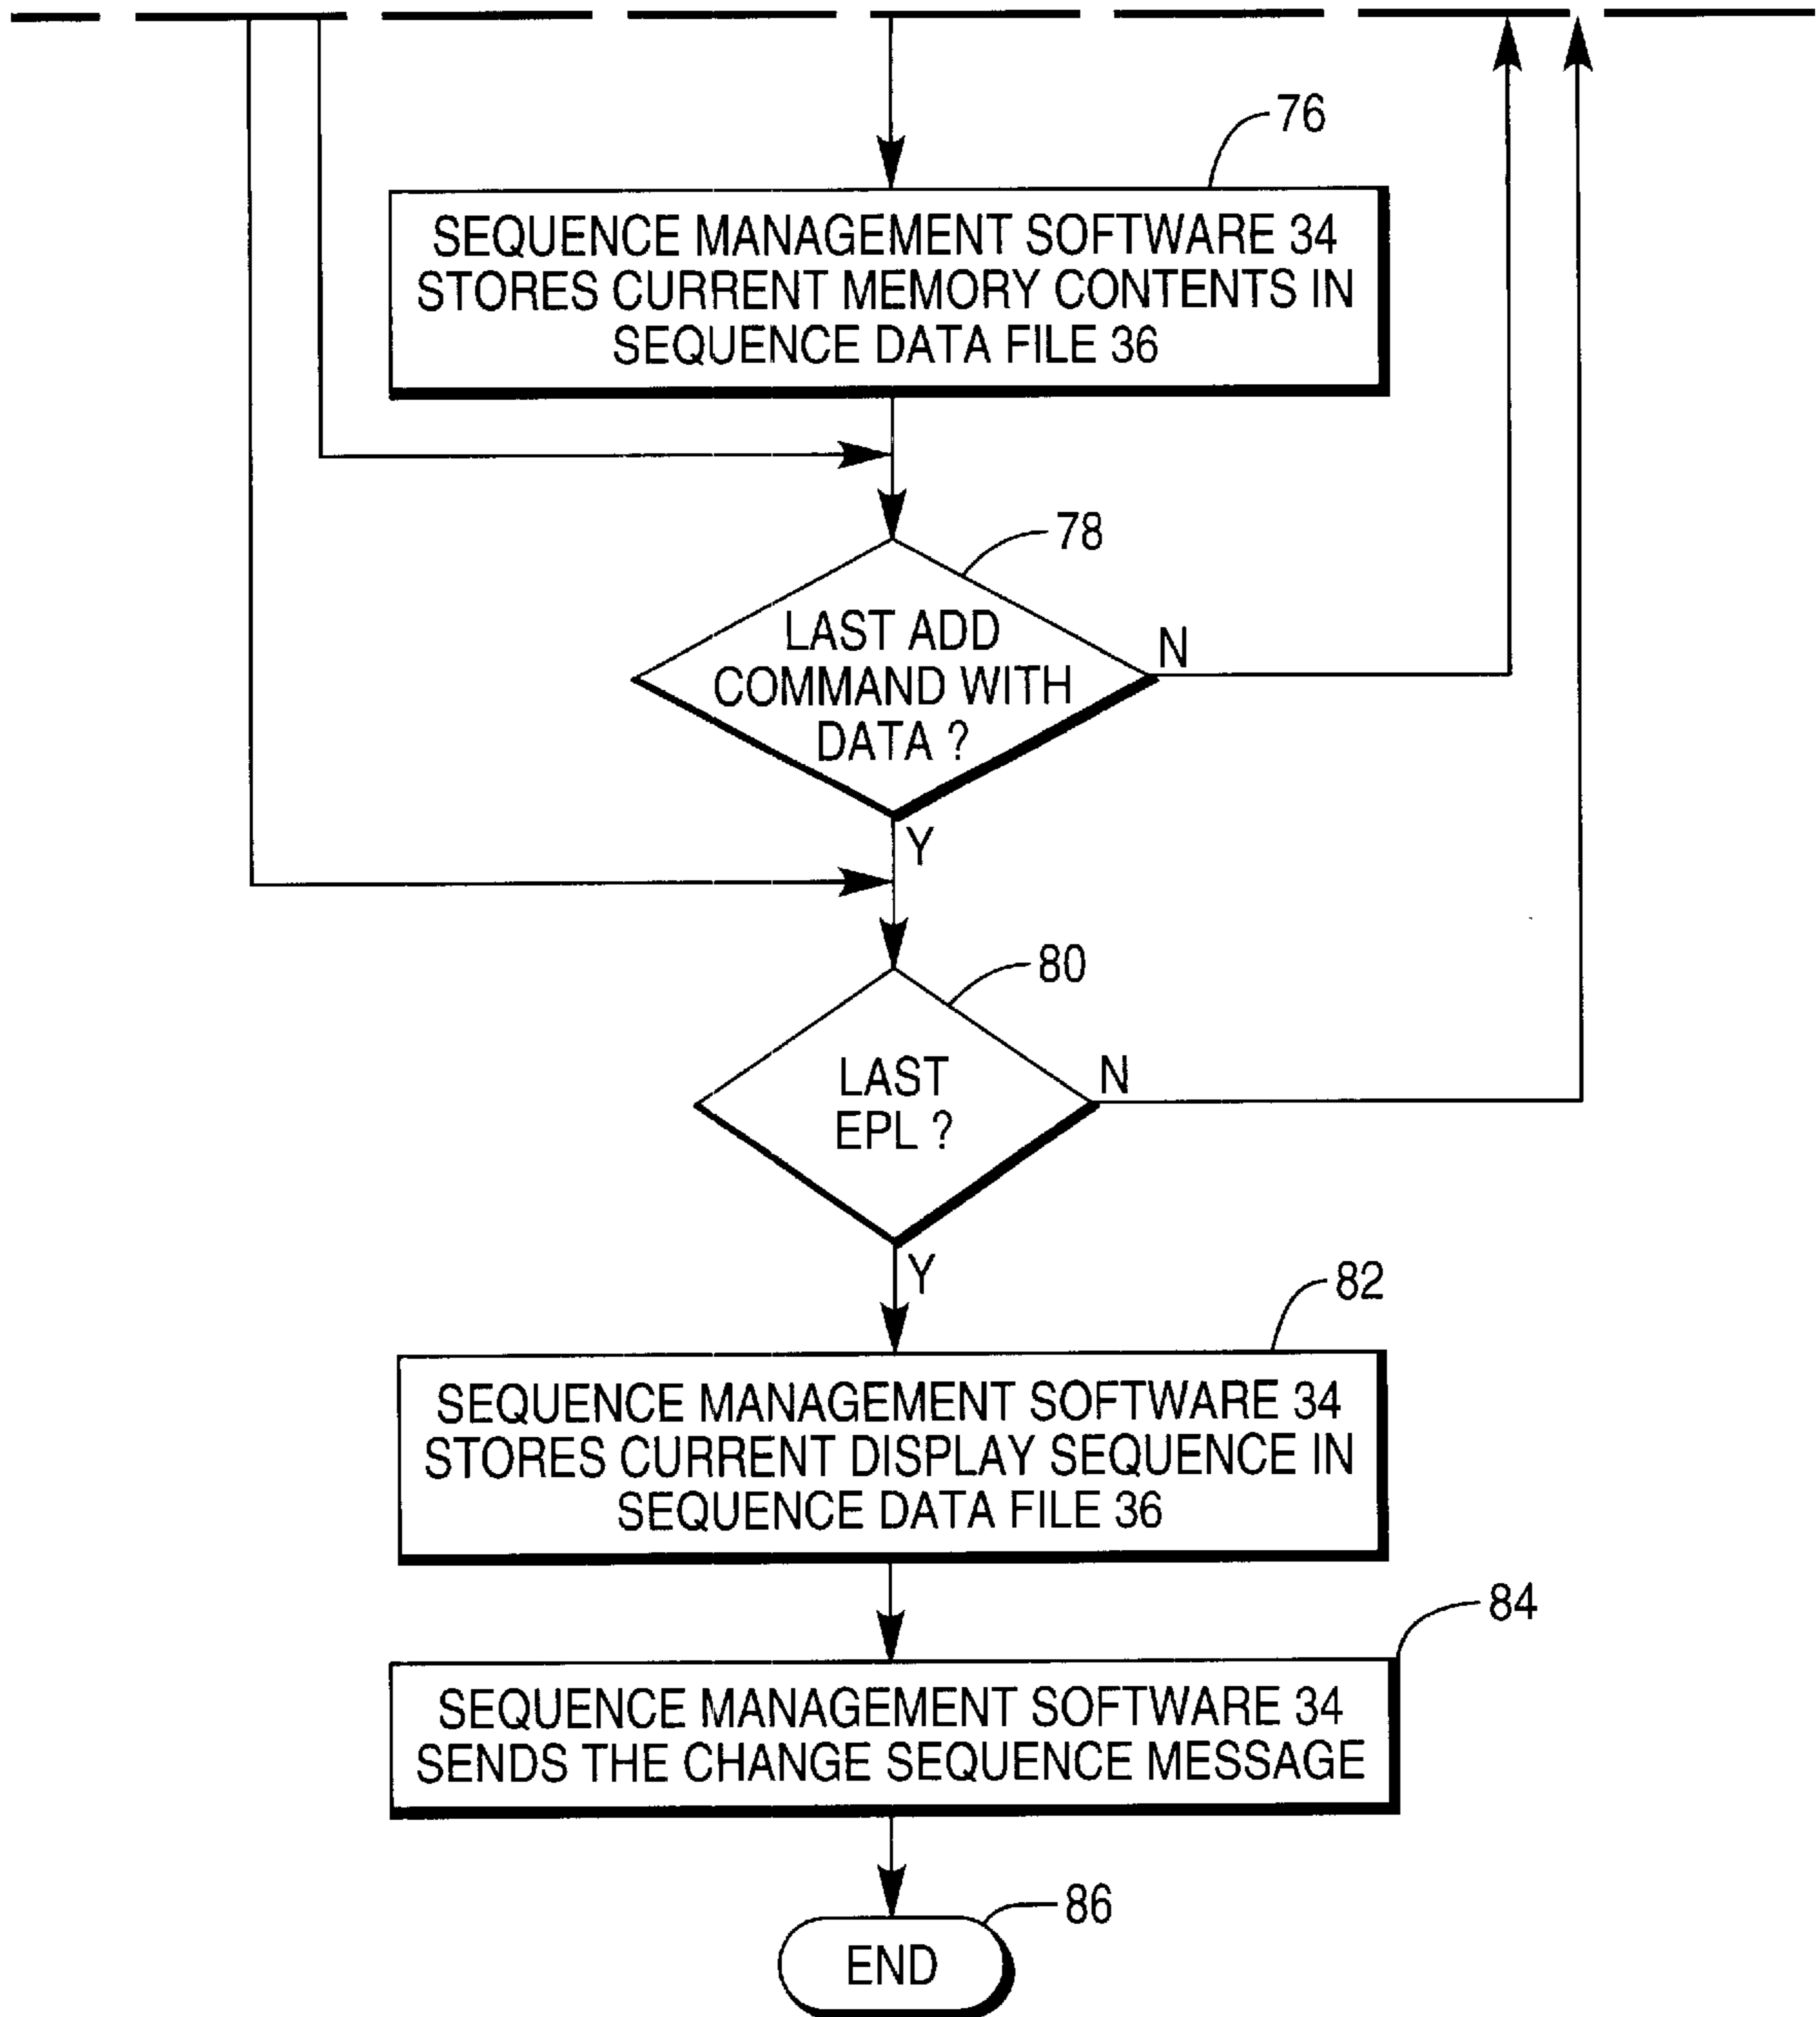 76
SEQUENCE MANAGEMENT SOFTWARE 34
STORES CURRENT MEMORY CONTENTS IN
SEQUENCE DATA FILE 36
78
LAST ADD
COMMAND WITH
DATA ?
N
Y
80
LAST
EPL ?
N
Y
82
SEQUENCE MANAGEMENT SOFTWARE 34
STORES CURRENT DISPLAY SEQUENCE IN
SEQUENCE DATA FILE 36
84
SEQUENCE MANAGEMENT SOFTWARE 34
SENDS THE CHANGE SEQUENCE MESSAGE
86
END